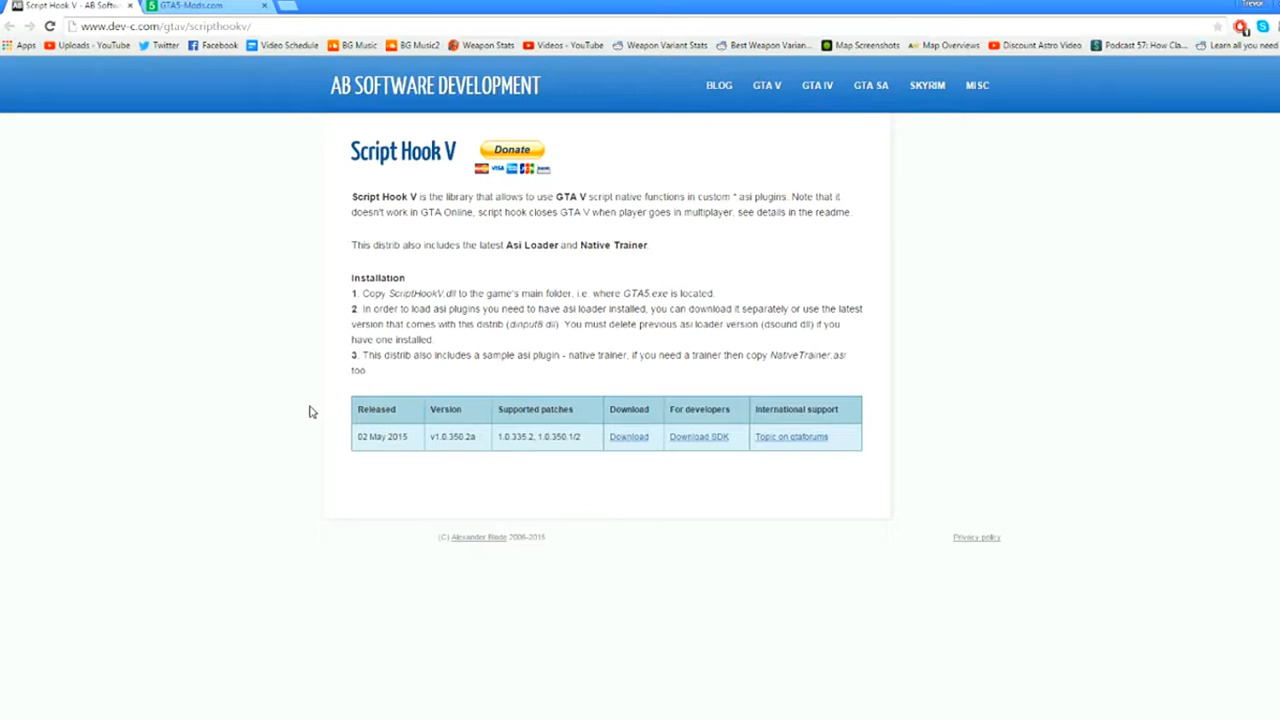 Script Hook V - AB Softw
GTA5-Mods.com
Trevor
www.dev-c.com/gtav/scripthookv/
Apps
Uploads - YouTube
Twitter
Facebook
Video Schedule
BG Music
BG Music2
Weapon Stats
Videos - YouTube
Weapon Variant Stats
Best Weapon Varian...
Map Screenshots
Map Overviews
Discount Astro Video
Podcast 57: How Cla...
Learn all you need
AB SOFTWARE DEVELOPMENT
BLOG GTA V GTA IV GTA SA SKYRIM MISC
Script Hook V
Donate
Script Hook V is the library that allows to use GTA V script native functions in custom *.asi plugins. Note that it
doesn't work in GTA Online, script hook closes GTA V when player goes in multiplayer, see details in the readme.
This distrib also includes the latest Asi Loader and Native Trainer.
Installation
1. Copy ScriptHookV.dll to the game's main folder, i.e. where GTA5.exe is located.
2. In order to load asi plugins you need to have asi loader installed, you can download it separately or use the latest
version that comes with this distrib (dinput8.dll). You must delete previous asi loader version (dsound.dll) if you
have one installed.
3. This distrib also includes a sample asi plugin - native trainer, if you need a trainer then copy NativeTrainer.asi
too
Released Version Supported patches Download For developers International support
02 May 2015 v1.0.350.2a 1.0.335.2, 1.0.350.1/2 Download Download SDK Topic on gtaforums
(C) Alexander Blade 2006-2015
Privacy policy